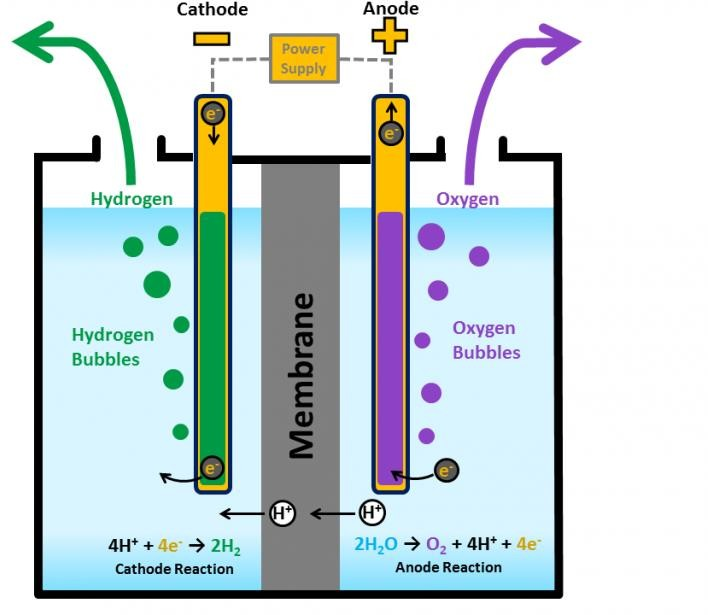 Cathode
Anode
Power
Supply
e⁻
e⁻
Hydrogen
Oxygen
Hydrogen
Bubbles
Membrane
Oxygen
Bubbles
e⁻
e⁻
H⁺
H⁺
4H⁺ + 4e⁻ → 2H₂
2H₂O → O₂ + 4H⁺ + 4e⁻
Cathode Reaction
Anode Reaction